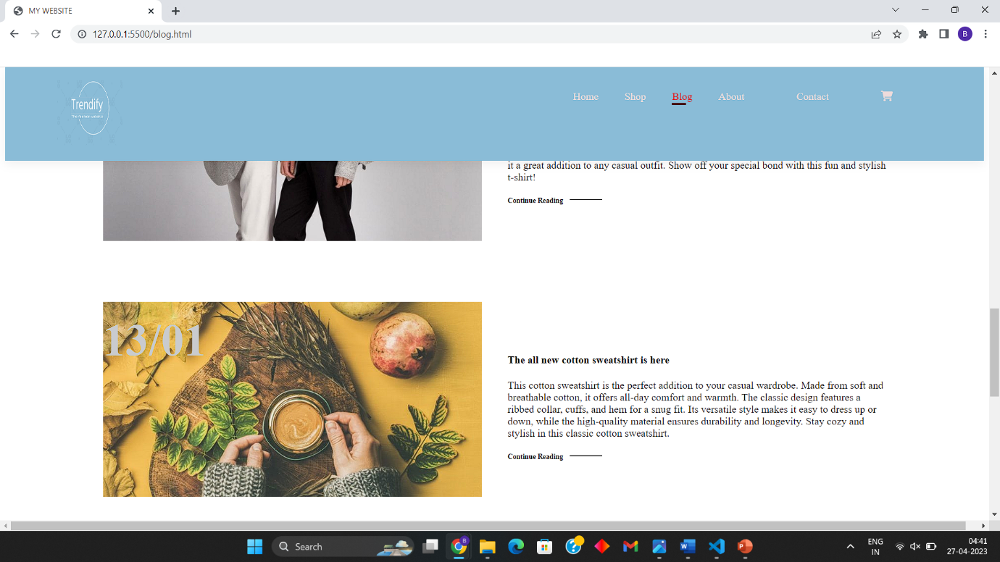 MY WEBSITE
127.0.0.1:5500/blog.html
B
Trendify
Home Shop Blog About Contact
it a great addition to any casual outfit. Show off your special bond with this fun and stylish
t-shirt!
Continue Reading
13/01
The all new cotton sweatshirt is here
This cotton sweatshirt is the perfect addition to your casual wardrobe. Made from soft and
breathable cotton, it offers all-day comfort and warmth. The classic design features a
ribbed collar, cuffs, and hem for a snug fit. Its versatile style makes it easy to dress up or
down, while the high-quality material ensures durability and longevity. Stay cozy and
stylish in this classic cotton sweatshirt.
Continue Reading
Search
B
ENG
IN
04:41
27-04-2023